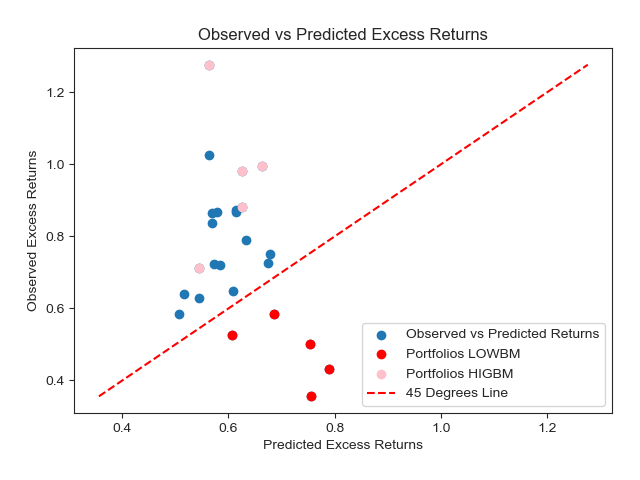 Observed vs Predicted Excess Returns
Observed Excess Returns
1.2
1.0
0.8
0.6
0.4
0.4
0.6
0.8
1.0
1.2
Predicted Excess Returns
Observed vs Predicted Returns
Portfolios LOWBM
Portfolios HIGBM
45 Degrees Line